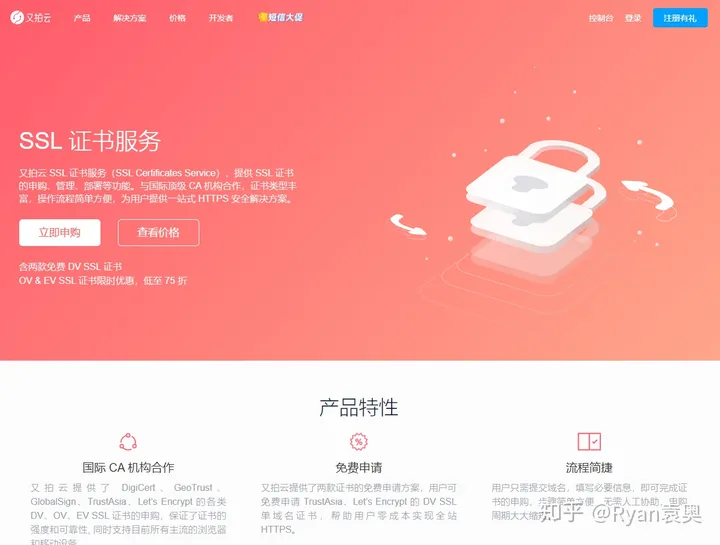 又拍云 产品 解决方案 价格 开发者 短信大促 控制台 登录 注册有礼
SSL 证书服务
又拍云 SSL 证书服务（SSL Certificates Service），提供 SSL 证书
的申购、管理、部署等功能。与国际顶级 CA 机构合作，证书类型丰
富，操作流程简单方便，为用户提供一站式 HTTPS 安全解决方案。
立即申购 查看价格
含两款免费 DV SSL 证书
OV & EV SSL 证书限时优惠，低至 75 折
产品特性
国际 CA 机构合作
又拍云提供了 DigiCert、GeoTrust、
GlobalSign、TrustAsia、Let's Encrypt 的各类
DV、OV、EV SSL 证书的申购，保证了证书的
强度和可靠性, 同时支持目前所有主流的浏览器
和移动设备
%
免费申请
又拍云提供了两款证书的免费申请方案，用户可
免费申请 TrustAsia、Let's Encrypt 的 DV SSL
单域名证书，帮助用户零成本实现全站
HTTPS。
流程简捷
用户只需提交域名，填写必要信息，即可完成证
书的申购，步骤简单方便，无需人工协助，申购
周期大大缩
知乎 @Ryan袁奥